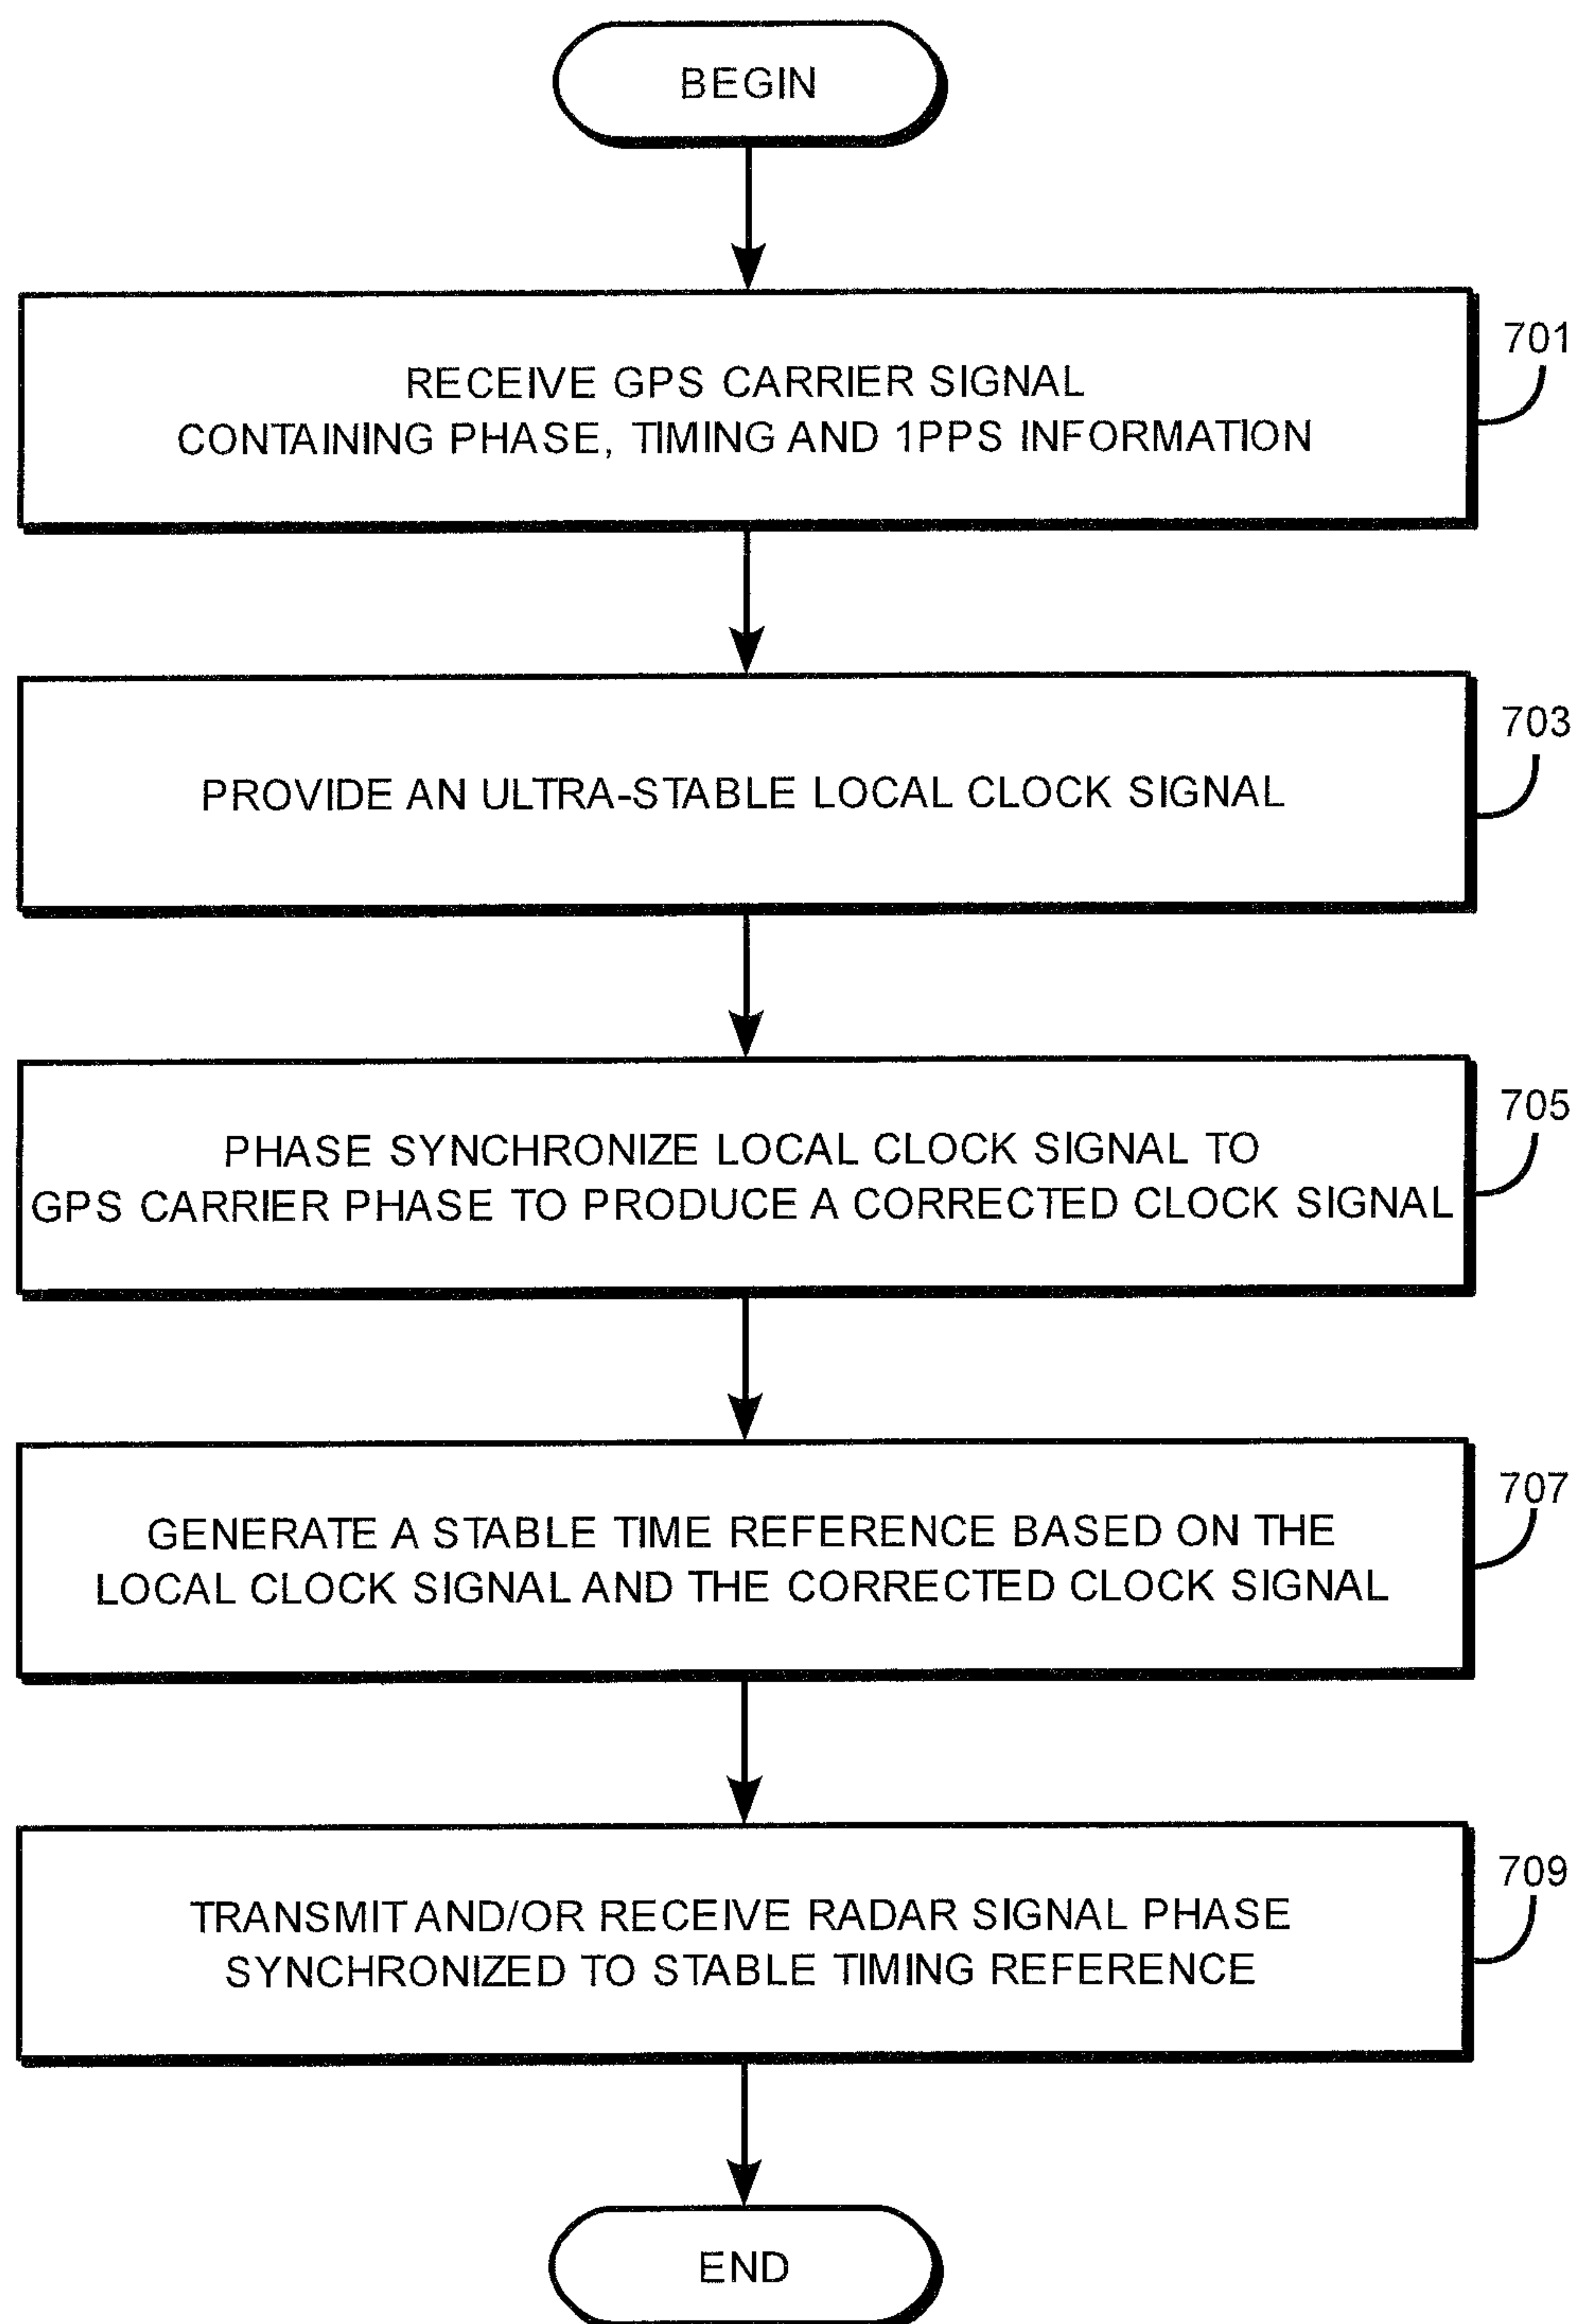 BEGIN
RECEIVE GPS CARRIER SIGNAL
CONTAINING PHASE, TIMING AND 1PPS INFORMATION
701
PROVIDE AN ULTRA-STABLE LOCAL CLOCK SIGNAL
703
PHASE SYNCHRONIZE LOCAL CLOCK SIGNAL TO
GPS CARRIER PHASE TO PRODUCE A CORRECTED CLOCK SIGNAL
705
GENERATE A STABLE TIME REFERENCE BASED ON THE
LOCAL CLOCK SIGNAL AND THE CORRECTED CLOCK SIGNAL
707
TRANSMIT AND/OR RECEIVE RADAR SIGNAL PHASE
SYNCHRONIZED TO STABLE TIMING REFERENCE
709
END